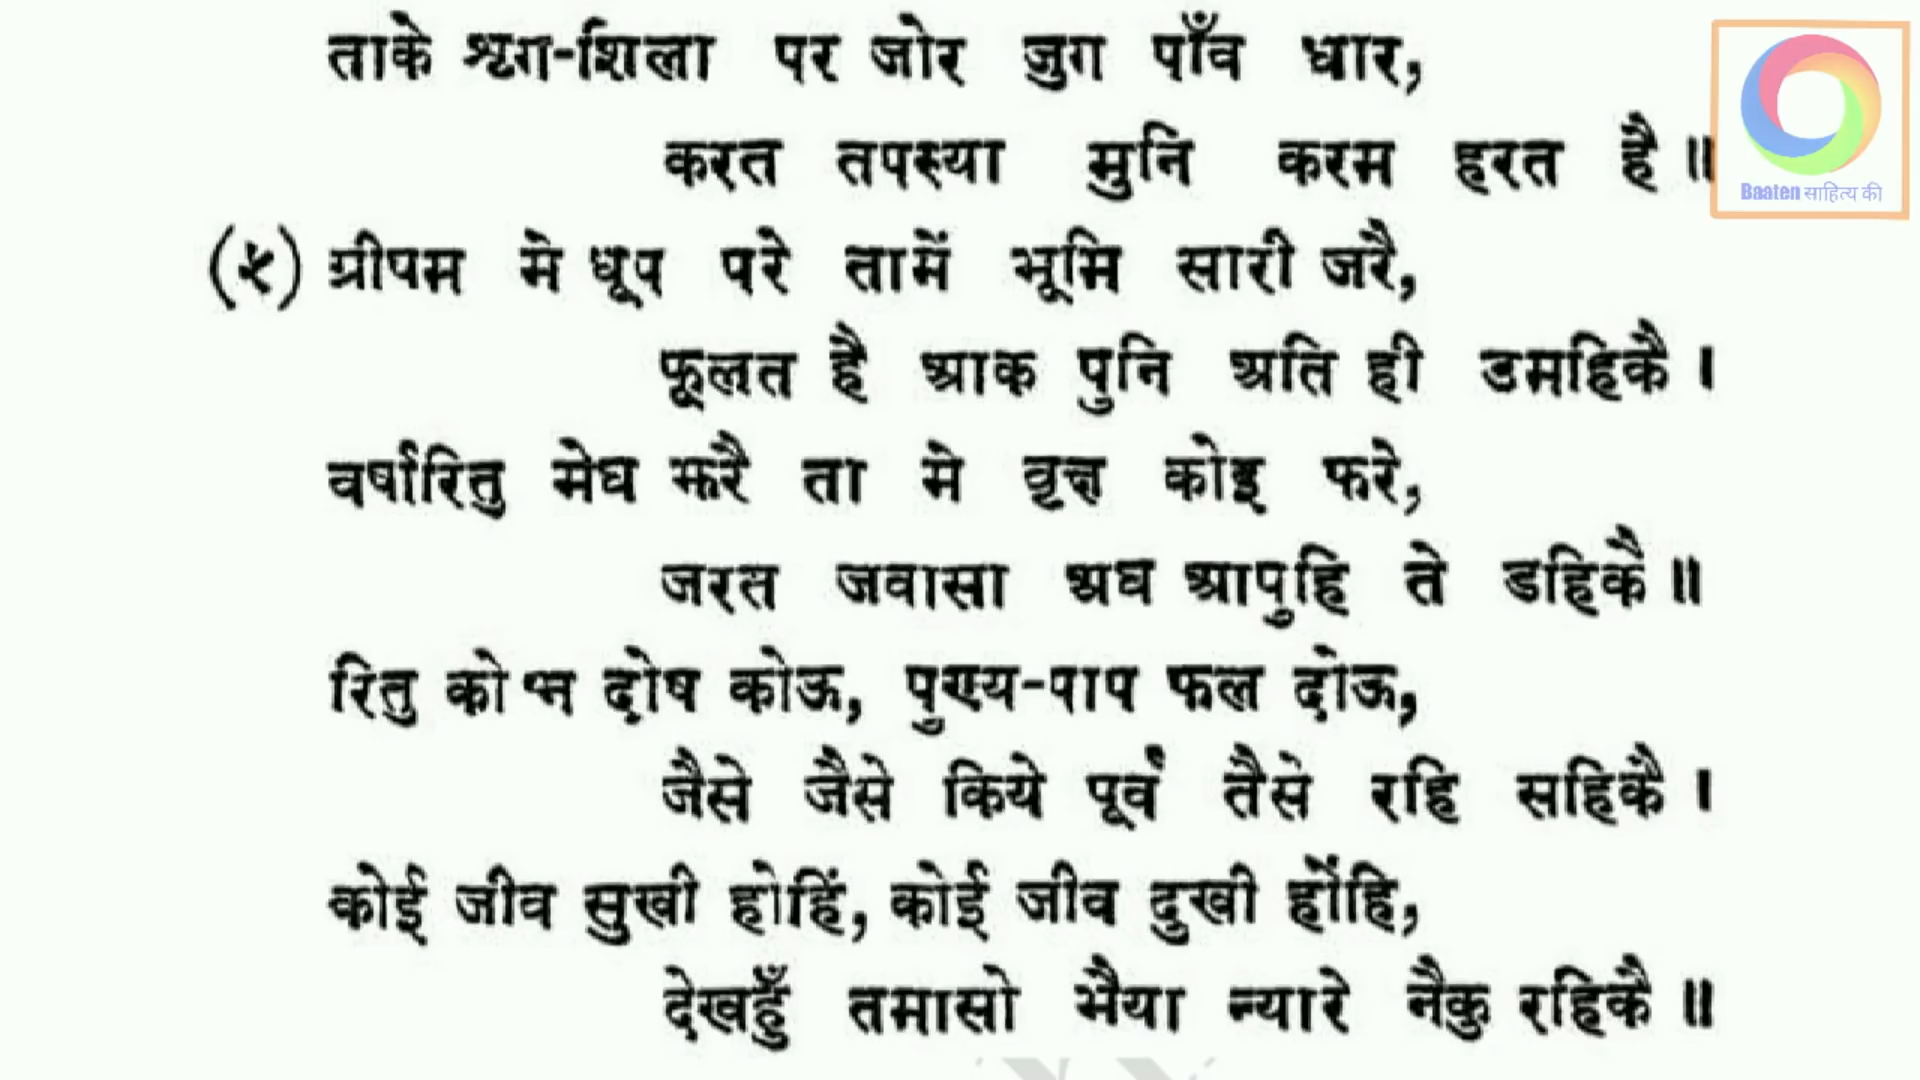 ताके शृग-शिला पर जोर जुग पाँव धार,
करत तपस्या मुनि करम हरत है॥
Baaten साहित्य की
(५) ग्रीषम मे धूप परे तामें भूमि सारी जरै,
फूलत है आक पुनि अति ही उमहिकै।
वर्षारितु मेघ झरै ता मे वृक्ष कोइ फरे,
जरत जवासा अघ आपुहि ते डहिकै॥
रितु को न दोष कोऊ, पुण्य-पाप फल दोऊ,
जैसे जैसे किये पूर्व तैसे रहि सहिकै।
कोई जीव सुखी होहिं, कोई जीव दुखी होंहि,
देखहुँ तमासो भैया न्यारे नैकु रहिकै॥